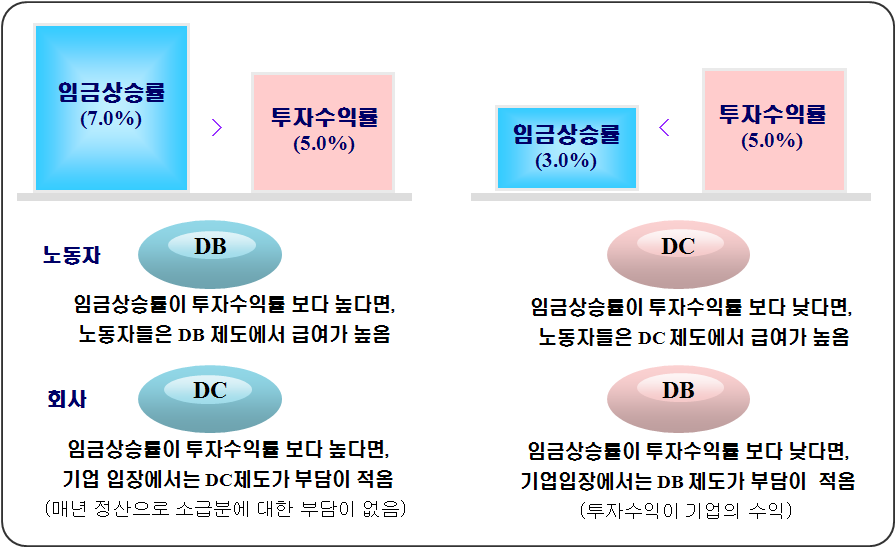 임금상승률
(7.0%)
>
투자수익률
(5.0%)
임금상승률
(3.0%)
<
투자수익률
(5.0%)
노동자
DB
임금상승률이 투자수익률 보다 높다면,
노동자들은 DB 제도에서 급여가 높음
DC
임금상승률이 투자수익률 보다 낮다면,
노동자들은 DC 제도에서 급여가 높음
회사
DC
임금상승률이 투자수익률 보다 높다면,
기업 입장에서는 DC제도가 부담이 적음
(매년 정산으로 소급분에 대한 부담이 없음)
DB
임금상승률이 투자수익률 보다 낮다면,
기업입장에서는 DB 제도가 부담이 적음
(투자수익이 기업의 수익)